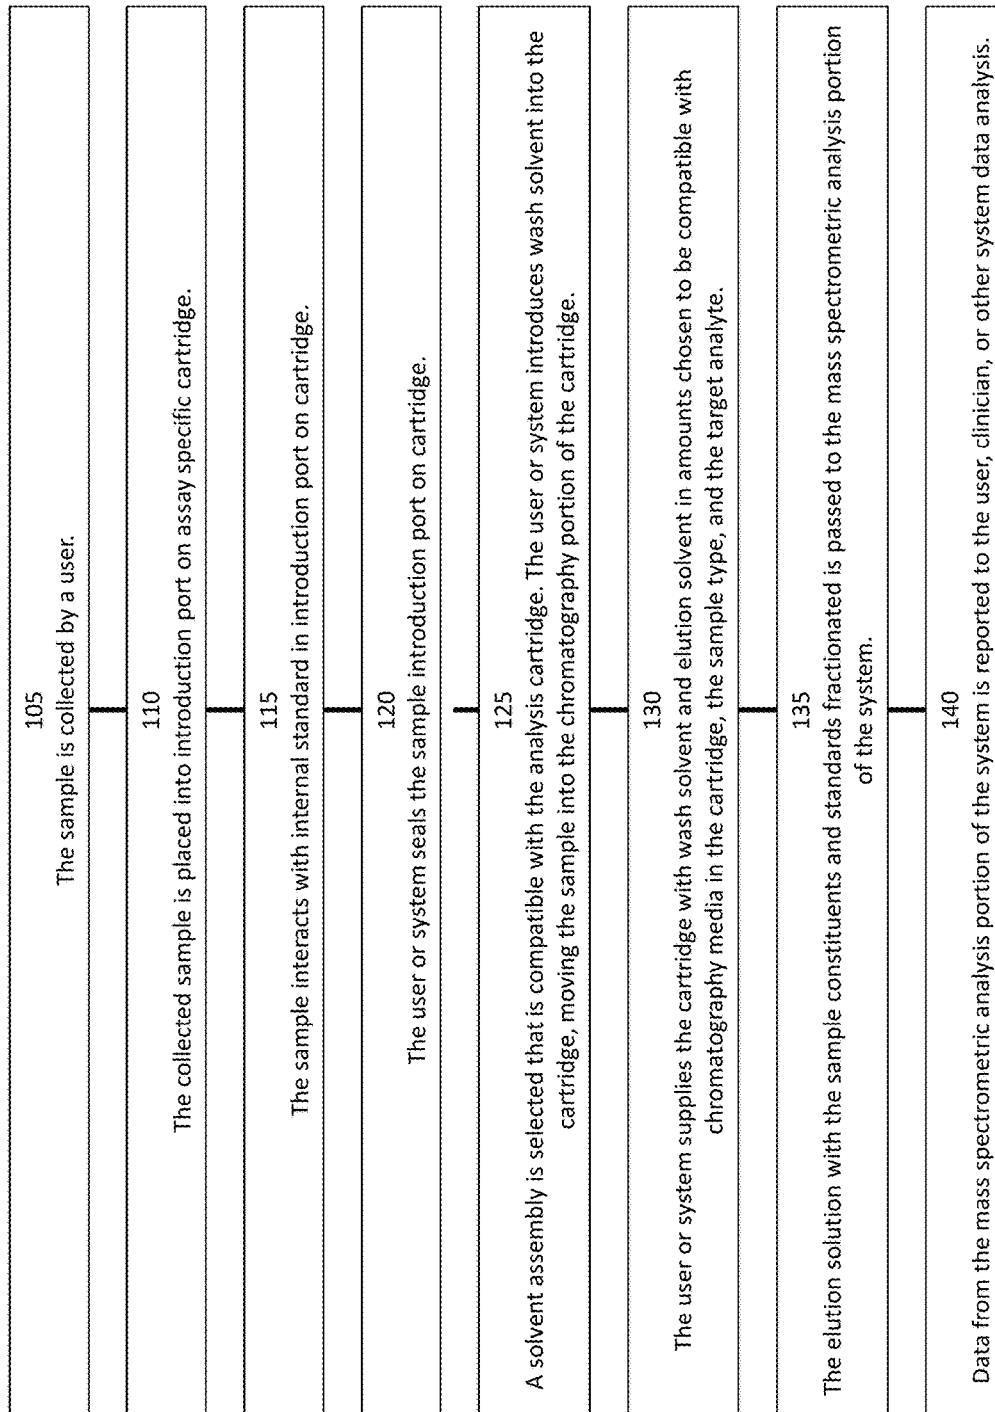 105
The sample is collected by a user.
110
The collected sample is placed into introduction port on assay specific cartridge.
115
The sample interacts with internal standard in introduction port on cartridge.
120
The user or system seals the sample introduction port on cartridge.
125
A solvent assembly is selected that is compatible with the analysis cartridge. The user or system introduces wash solvent into the
cartridge, moving the sample into the chromatography portion of the cartridge.
130
The user or system supplies the cartridge with wash solvent and elution solvent in amounts chosen to be compatible with
chromatography media in the cartridge, the sample type, and the target analyte.
135
The elution solution with the sample constituents and standards fractionated is passed to the mass spectrometric analysis portion
of the system.
140
Data from the mass spectrometric analysis portion of the system is reported to the user, clinician, or other system data analysis.